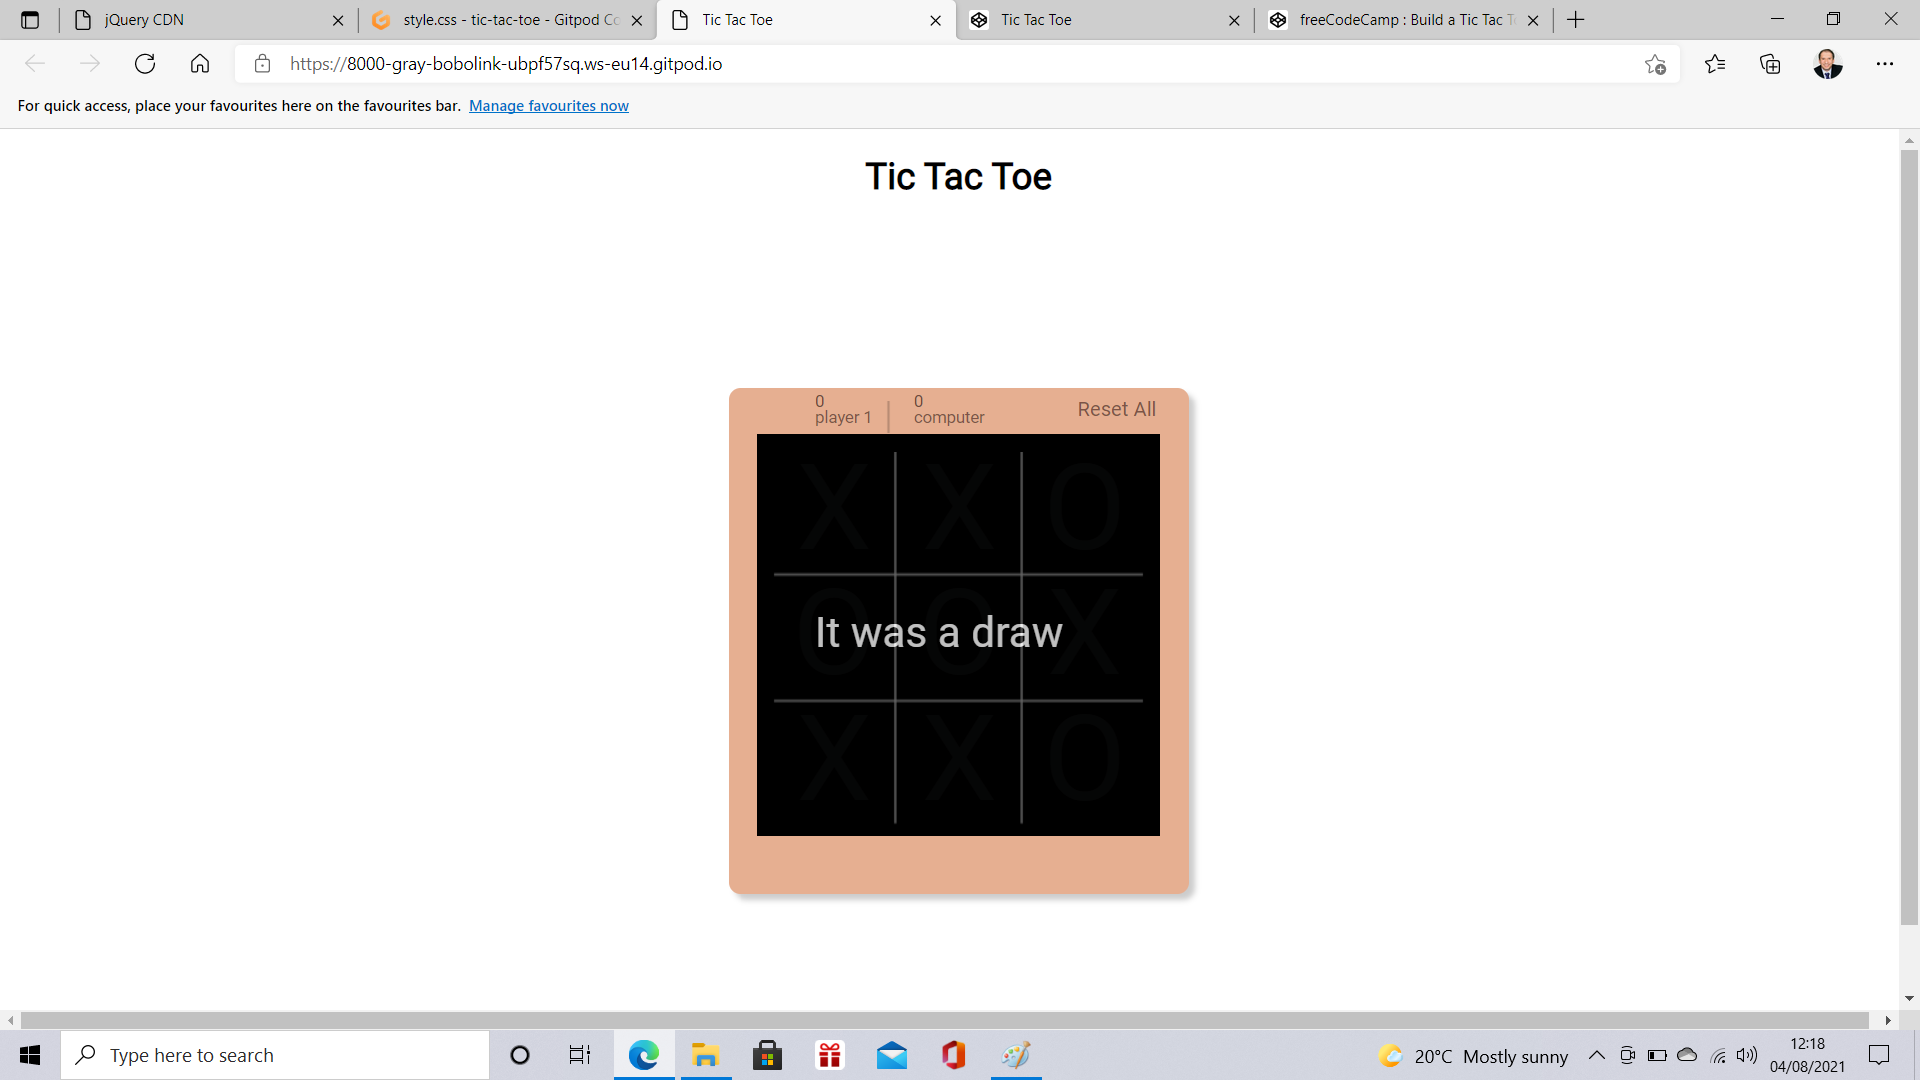 jQuery CDN
style.css - tic-tac-toe - Gitpod Co
Tic Tac Toe
Tic Tac Toe
freeCodeCamp : Build a Tic Tac T
https://8000-gray-bobolink-ubpf57sq.ws-eu14.gitpod.io
For quick access, place your favourites here on the favourites bar. Manage favourites now
Tic Tac Toe
0
player 1
0
computer
Reset All
X X O
O O X
X X O
It was a draw
Type here to search
20°C Mostly sunny
12:18
04/08/2021